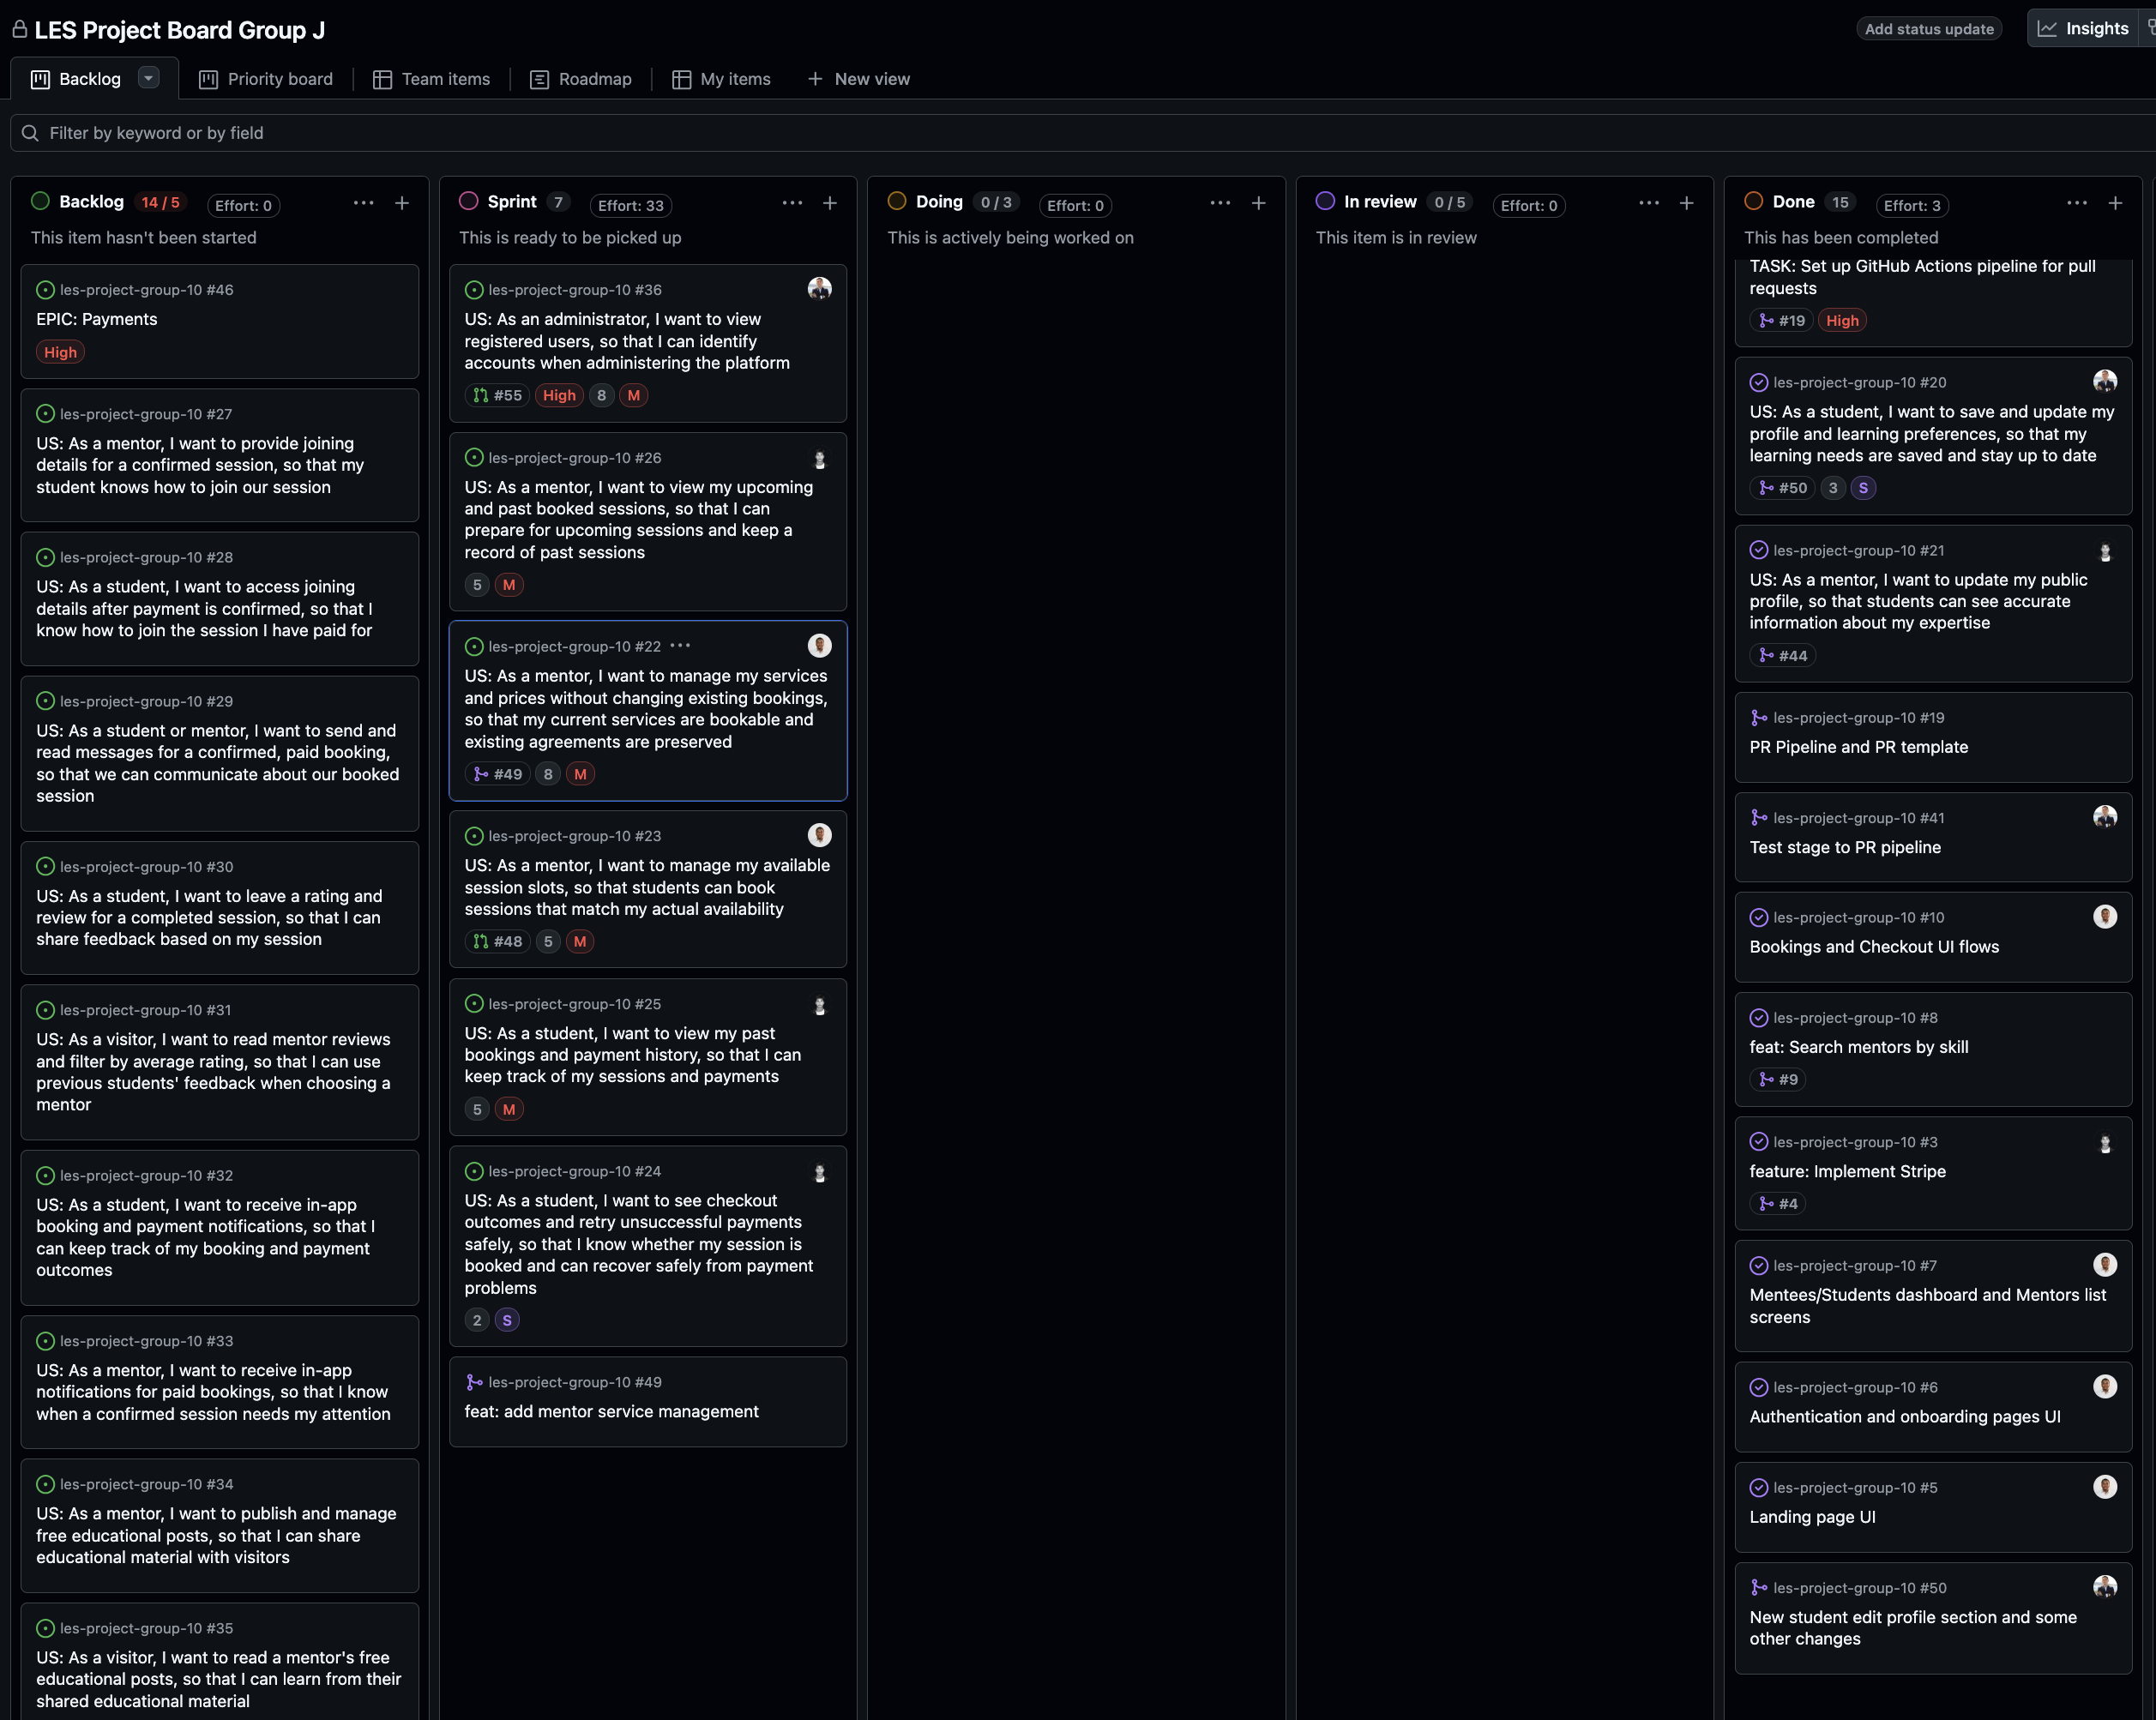 LES Project Board Group J
Add status update
Insights
Backlog
Priority board
Team items
Roadmap
My items
New view
Filter by keyword or by field
Backlog 14 / 5 Effort: 0
This item hasn't been started
les-project-group-10 #46
EPIC: Payments
High
les-project-group-10 #27
US: As a mentor, I want to provide joining
details for a confirmed session, so that my
student knows how to join our session
les-project-group-10 #28
US: As a student, I want to access joining
details after payment is confirmed, so that I
know how to join the session I have paid for
les-project-group-10 #29
US: As a student or mentor, I want to send and
read messages for a confirmed, paid booking,
so that we can communicate about our booked
session
les-project-group-10 #30
US: As a student, I want to leave a rating and
review for a completed session, so that I can
share feedback based on my session
les-project-group-10 #31
US: As a visitor, I want to read mentor reviews
and filter by average rating, so that I can use
previous students' feedback when choosing a
mentor
les-project-group-10 #32
US: As a student, I want to receive in-app
booking and payment notifications, so that I
can keep track of my booking and payment
outcomes
les-project-group-10 #33
US: As a mentor, I want to receive in-app
notifications for paid bookings, so that I know
when a confirmed session needs my attention
les-project-group-10 #34
US: As a mentor, I want to publish and manage
free educational posts, so that I can share
educational material with visitors
les-project-group-10 #35
US: As a visitor, I want to read a mentor's free
educational posts, so that I can learn from their
shared educational material
Sprint 7 Effort: 33
This is ready to be picked up
les-project-group-10 #36
US: As an administrator, I want to view
registered users, so that I can identify
accounts when administering the platform
#55 High 8 M
les-project-group-10 #26
US: As a mentor, I want to view my upcoming
and past booked sessions, so that I can
prepare for upcoming sessions and keep a
record of past sessions
5 M
les-project-group-10 #22
US: As a mentor, I want to manage my services
and prices without changing existing bookings,
so that my current services are bookable and
existing agreements are preserved
#49 8 M
les-project-group-10 #23
US: As a mentor, I want to manage my available
session slots, so that students can book
sessions that match my actual availability
#48 5 M
les-project-group-10 #25
US: As a student, I want to view my past
bookings and payment history, so that I can
keep track of my sessions and payments
5 M
les-project-group-10 #24
US: As a student, I want to see checkout
outcomes and retry unsuccessful payments
safely, so that I know whether my session is
booked and can recover safely from payment
problems
2 S
les-project-group-10 #49
feat: add mentor service management
Doing 0 / 3 Effort: 0
This is actively being worked on
In review 0 / 5 Effort: 0
This item is in review
Done 15 Effort: 3
This has been completed
TASK: Set up GitHub Actions pipeline for pull
requests
#19 High
les-project-group-10 #20
US: As a student, I want to save and update my
profile and learning preferences, so that my
learning needs are saved and stay up to date
#50 3 S
les-project-group-10 #21
US: As a mentor, I want to update my public
profile, so that students can see accurate
information about my expertise
#44
les-project-group-10 #19
PR Pipeline and PR template
les-project-group-10 #41
Test stage to PR pipeline
les-project-group-10 #10
Bookings and Checkout UI flows
les-project-group-10 #8
feat: Search mentors by skill
#9
les-project-group-10 #3
feature: Implement Stripe
#4
les-project-group-10 #7
Mentees/Students dashboard and Mentors list
screens
les-project-group-10 #6
Authentication and onboarding pages UI
les-project-group-10 #5
Landing page UI
les-project-group-10 #50
New student edit profile section and some
other changes